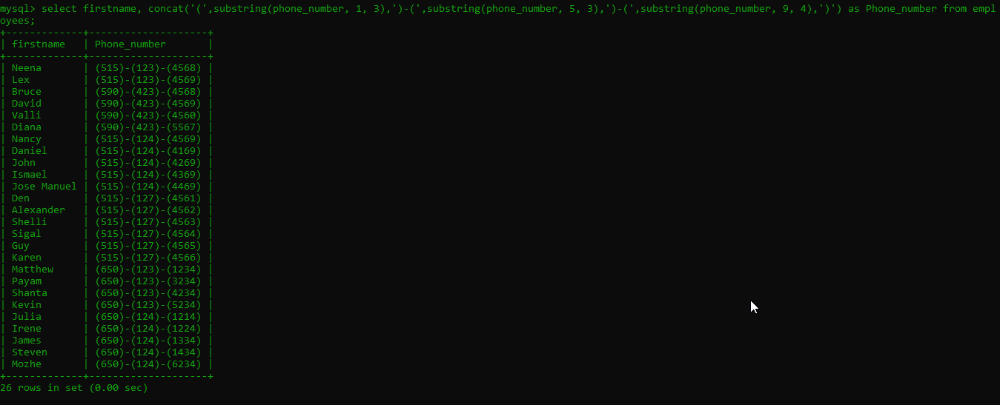 mysql> select firstname, concat('(',substring(phone_number, 1, 3),')-(',substring(phone_number, 5, 3),')-(',substring(phone_number, 9, 4),')') as Phone_number from empl
oyees;
+-------------+--------------------+
| firstname   | Phone_number       |
+-------------+--------------------+
| Neena       | (515)-(123)-(4568) |
| Lex         | (515)-(123)-(4569) |
| Bruce       | (590)-(423)-(4568) |
| David       | (590)-(423)-(4569) |
| Valli       | (590)-(423)-(4560) |
| Diana       | (590)-(423)-(5567) |
| Nancy       | (515)-(124)-(4569) |
| Daniel      | (515)-(124)-(4169) |
| John        | (515)-(124)-(4269) |
| Ismael      | (515)-(124)-(4369) |
| Jose Manuel | (515)-(124)-(4469) |
| Den         | (515)-(127)-(4561) |
| Alexander   | (515)-(127)-(4562) |
| Shelli      | (515)-(127)-(4563) |
| Sigal       | (515)-(127)-(4564) |
| Guy         | (515)-(127)-(4565) |
| Karen       | (515)-(127)-(4566) |
| Matthew     | (650)-(123)-(1234) |
| Payam       | (650)-(123)-(3234) |
| Shanta      | (650)-(123)-(4234) |
| Kevin       | (650)-(123)-(5234) |
| Julia       | (650)-(124)-(1214) |
| Irene       | (650)-(124)-(1224) |
| James       | (650)-(124)-(1334) |
| Steven      | (650)-(124)-(1434) |
| Mozhe       | (650)-(124)-(6234) |
+-------------+--------------------+
26 rows in set (0.00 sec)